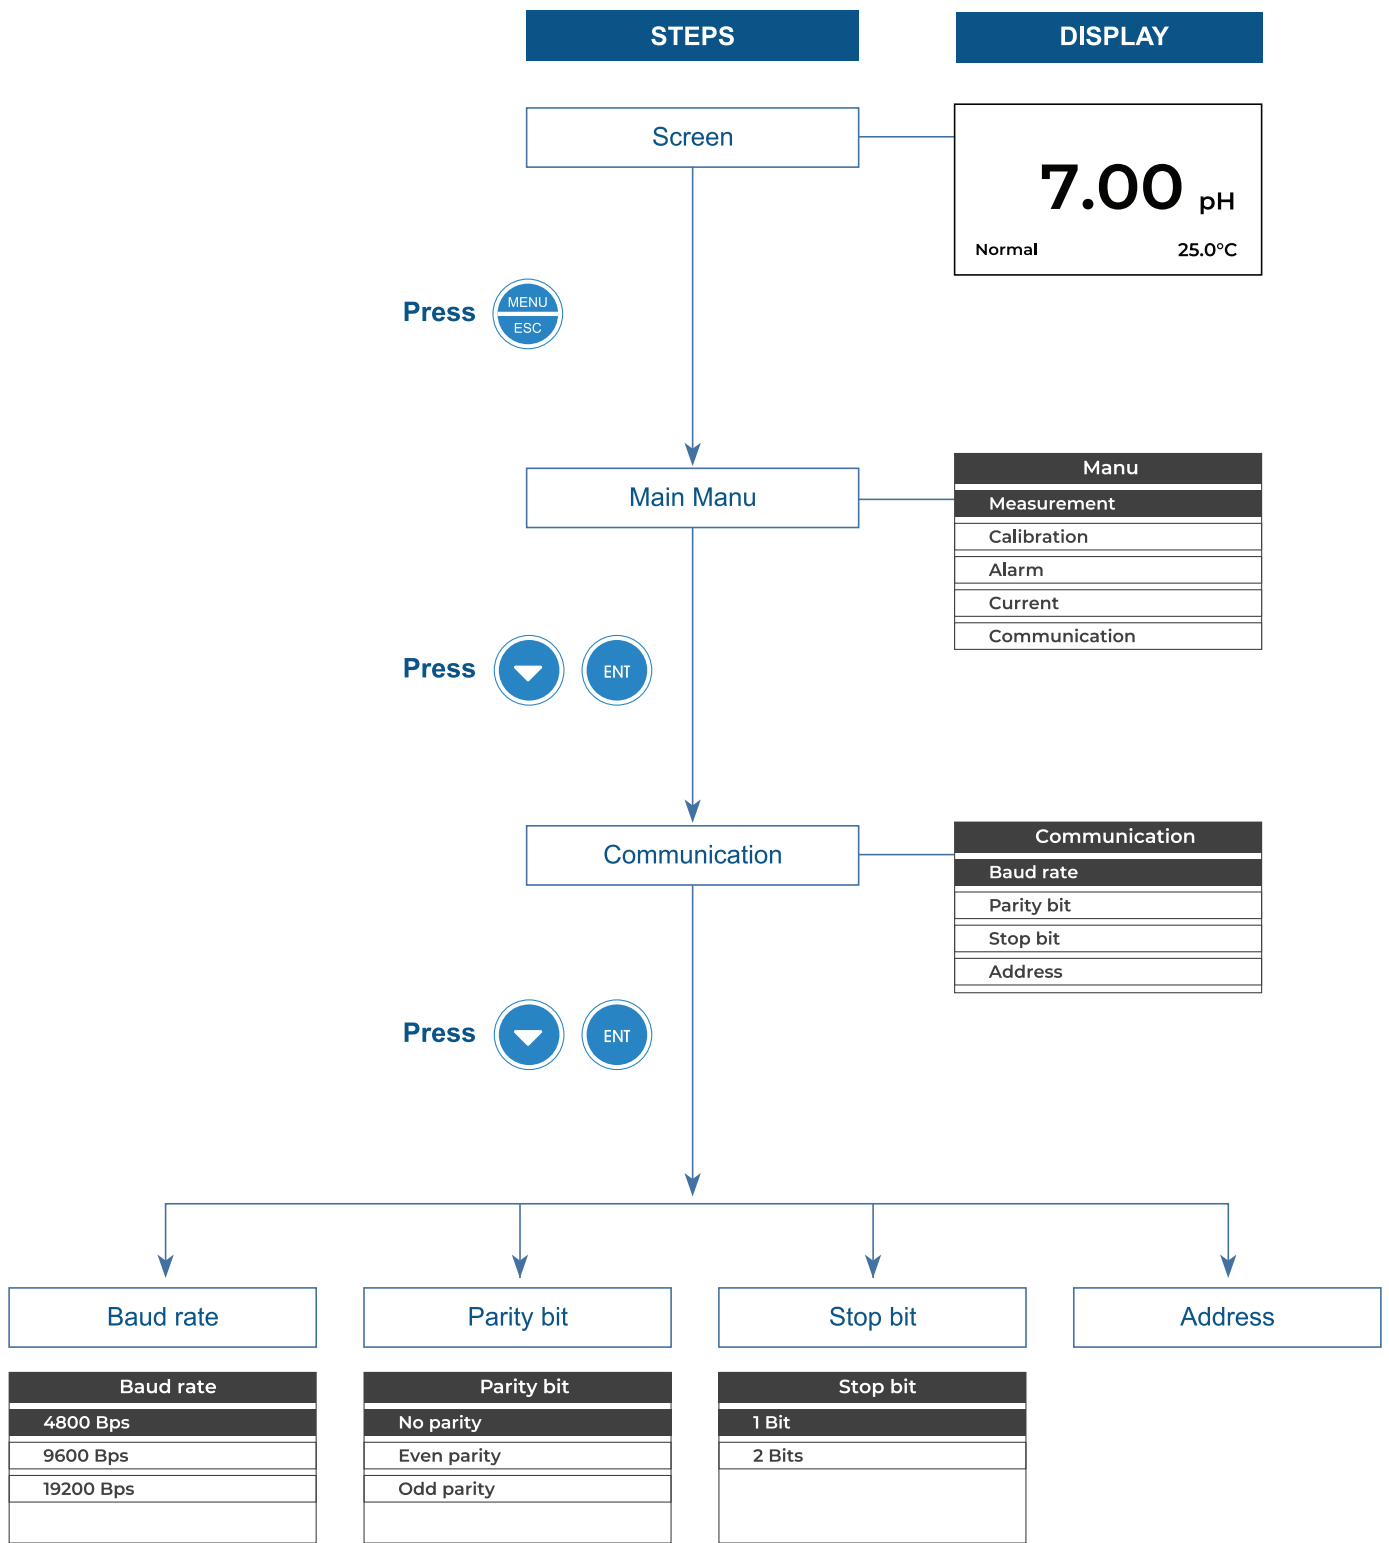 STEPS
DISPLAY
Screen
7.00 pH
Normal 25.0°C
Press MENU
ESC
Main Manu
Manu
Measurement
Calibration
Alarm
Current
Communication
Press ENT
Communication
Communication
Baud rate
Parity bit
Stop bit
Address
Press ENT
Baud rate
Parity bit
Stop bit
Address
Baud rate
4800 Bps
9600 Bps
19200 Bps
Parity bit
No parity
Even parity
Odd parity
Stop bit
1 Bit
2 Bits